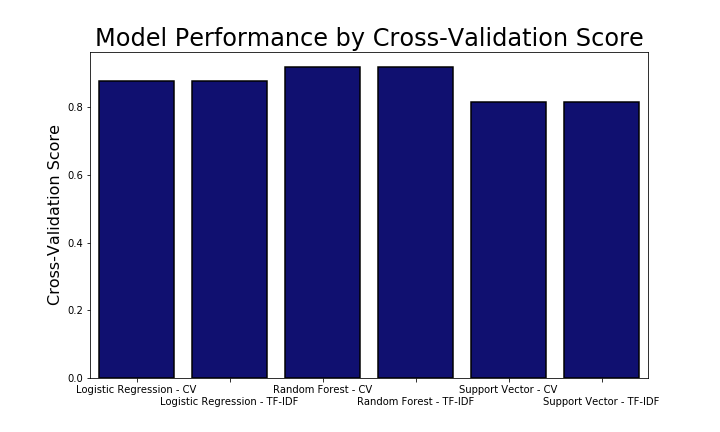 Model Performance by Cross-Validation Score
Cross-Validation Score
0.8
0.6
0.4
0.2
0.0
Logistic Regression - CV
Logistic Regression - TF-IDF
Random Forest - CV
Random Forest - TF-IDF
Support Vector - CV
Support Vector - TF-IDF